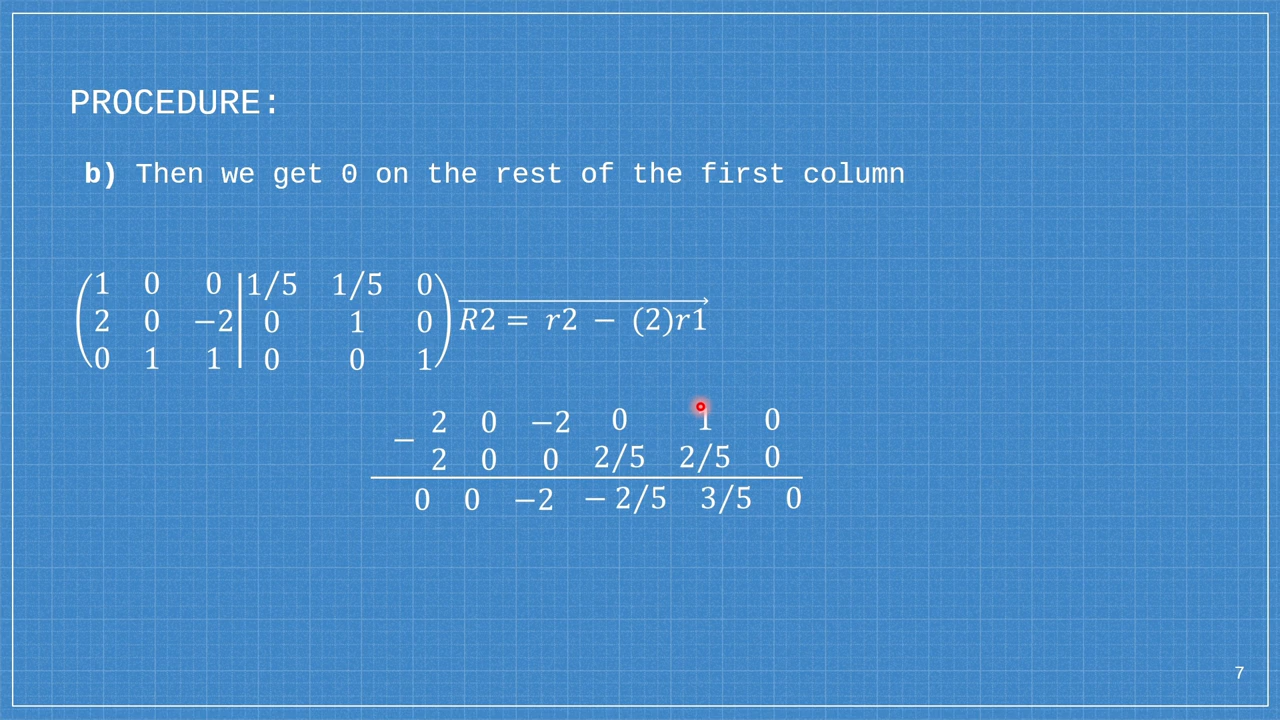 PROCEDURE:
b) Then we get 0 on the rest of the first column
1 0 0 1/5 1/5 0
2 0 −2 0 1 0
0 1 1 0 0 1
R2 = r2 − (2)r1
− 2 0 −2 0 1 0
2 0 0 2/5 2/5 0
0 0 −2 − 2/5 3/5 0
7